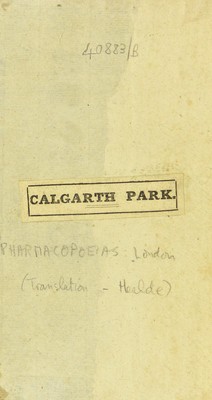 40883/B
CALGARTH PARK.
PHARMACOPOEIAS: London
(Translation - Healde)